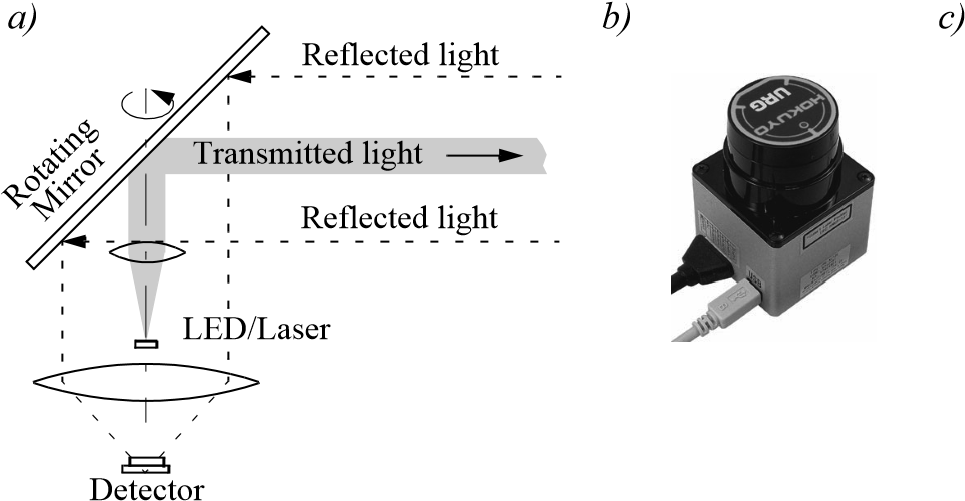 a)
b)
c)
Reflected light
Rotating
Mirror
Transmitted light
Reflected light
LED/Laser
Detector
HOKUYO
URG